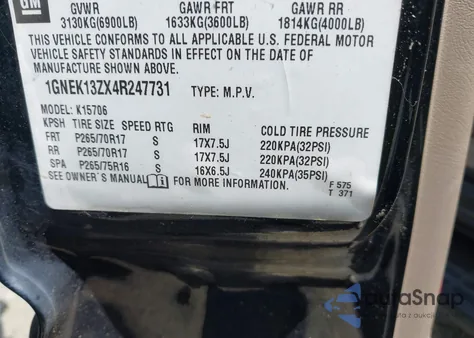 GM
GVWR GAWR FRT GAWR RR
3130KG(6900LB) 1633KG(3600LB) 1814KG(4000LB)
THIS VEHICLE CONFORMS TO ALL APPLICABLE U.S. FEDERAL MOTOR
VEHICLE SAFETY STANDARDS IN EFFECT ON THE DATE OF
MANUFACTURE SHOWN ABOVE.
1GNEK13ZX4R247731 TYPE: M.P.V.
MODEL: K15706
KPSH TIRE SIZE SPEED RTG RIM COLD TIRE PRESSURE
FRT P265/70R17 S 17X7.5J 220KPA(32PSI)
RR P265/70R17 S 17X7.5J 220KPA(32PSI)
SPA P265/75R16 S 16X6.5J 240KPA(35PSI)
SEE OWNER'S MANUAL FOR MORE INFORMATION. F 575
T 371
AutaSnap